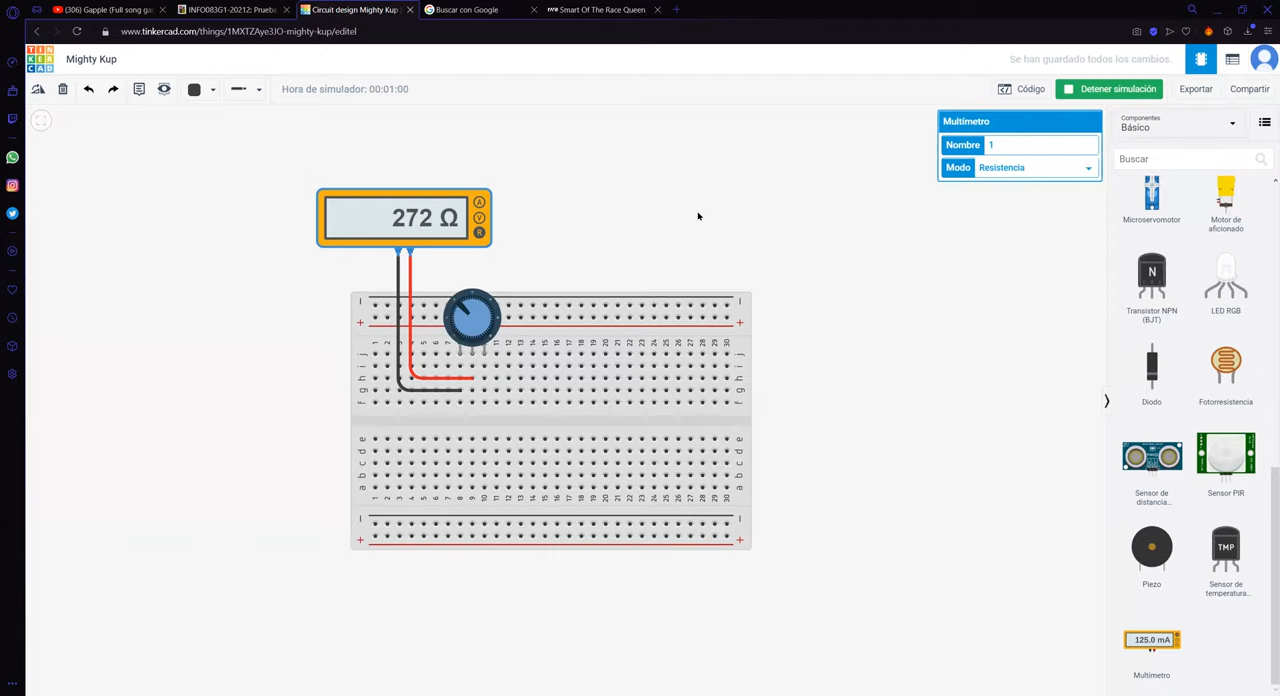 (306) Gapple (Full song ga
INFO083G1-20212: Prueba
Circuit design Mighty Kup
Buscar con Google
Smart Of The Race Queen
www.tinkercad.com/things/1MXTZAye3JO-mighty-kup/editel
TIN
KER
CAD
Mighty Kup
Se han guardado todos los cambios.
Hora de simulador: 00:01:00
Código
Detener simulación
Exportar
Compartir
Multímetro
Nombre 1
Modo Resistencia
Componentes
Básico
Buscar
272 Ω
A
V
R
Microservomotor
Motor de
aficionado
N
Transistor NPN
(BJT)
LED RGB
Diodo
Fotorresistencia
Sensor de
distancia...
Sensor PIR
Piezo
TMP
Sensor de
temperatura...
125.0 mA
Multímetro